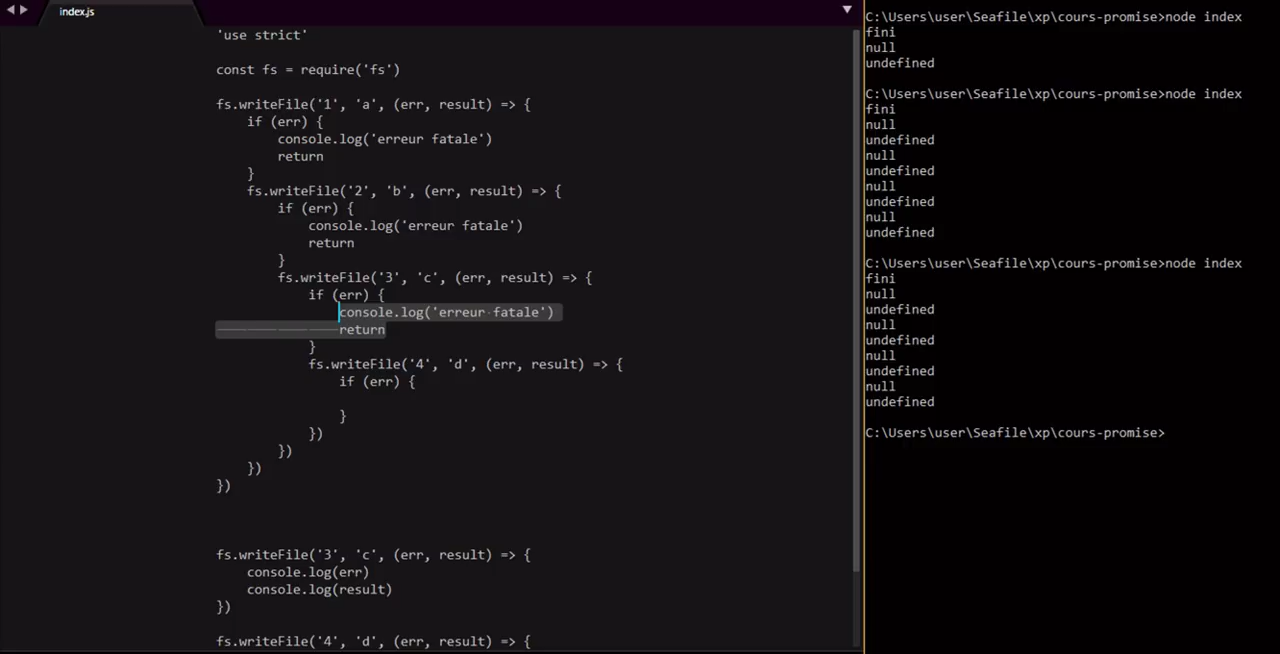 index.js
'use strict'
const fs = require('fs')
fs.writeFile('1', 'a', (err, result) => {
if (err) {
console.log('erreur fatale')
return
}
fs.writeFile('2', 'b', (err, result) => {
if (err) {
console.log('erreur fatale')
return
}
fs.writeFile('3', 'c', (err, result) => {
if (err) {
console.log('erreur fatale')
return
}
fs.writeFile('4', 'd', (err, result) => {
if (err) {
}
})
})
})
})
fs.writeFile('3', 'c', (err, result) => {
console.log(err)
console.log(result)
})
fs.writeFile('4', 'd', (err, result) => {
C:\Users\user\Seafile\xp\cours-promise>node index
fini
null
undefined
C:\Users\user\Seafile\xp\cours-promise>node index
fini
null
undefined
null
undefined
null
undefined
null
undefined
C:\Users\user\Seafile\xp\cours-promise>node index
fini
null
undefined
null
undefined
null
undefined
null
undefined
C:\Users\user\Seafile\xp\cours-promise>